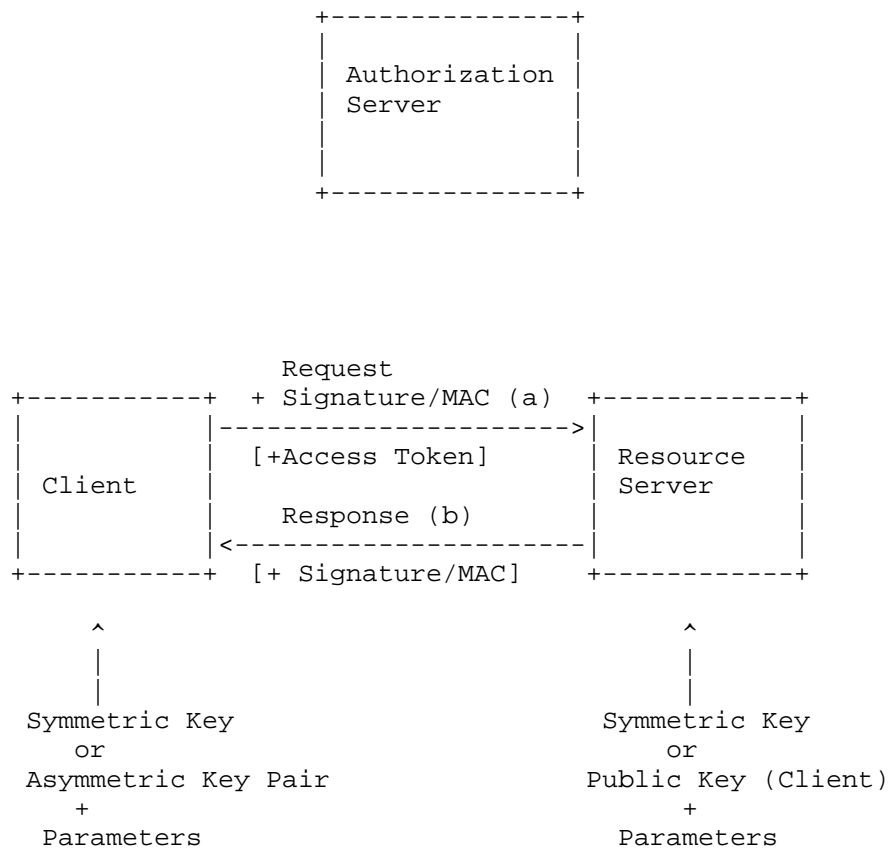 Authorization
Server
Request
+ Signature/MAC (a)
[+Access Token]
Resource
Client
Server
Response (b)
[+ Signature/MAC]
Symmetric Key
Symmetric Key
or
or
Asymmetric Key Pair
Public Key (Client)
+
+
Parameters
Parameters